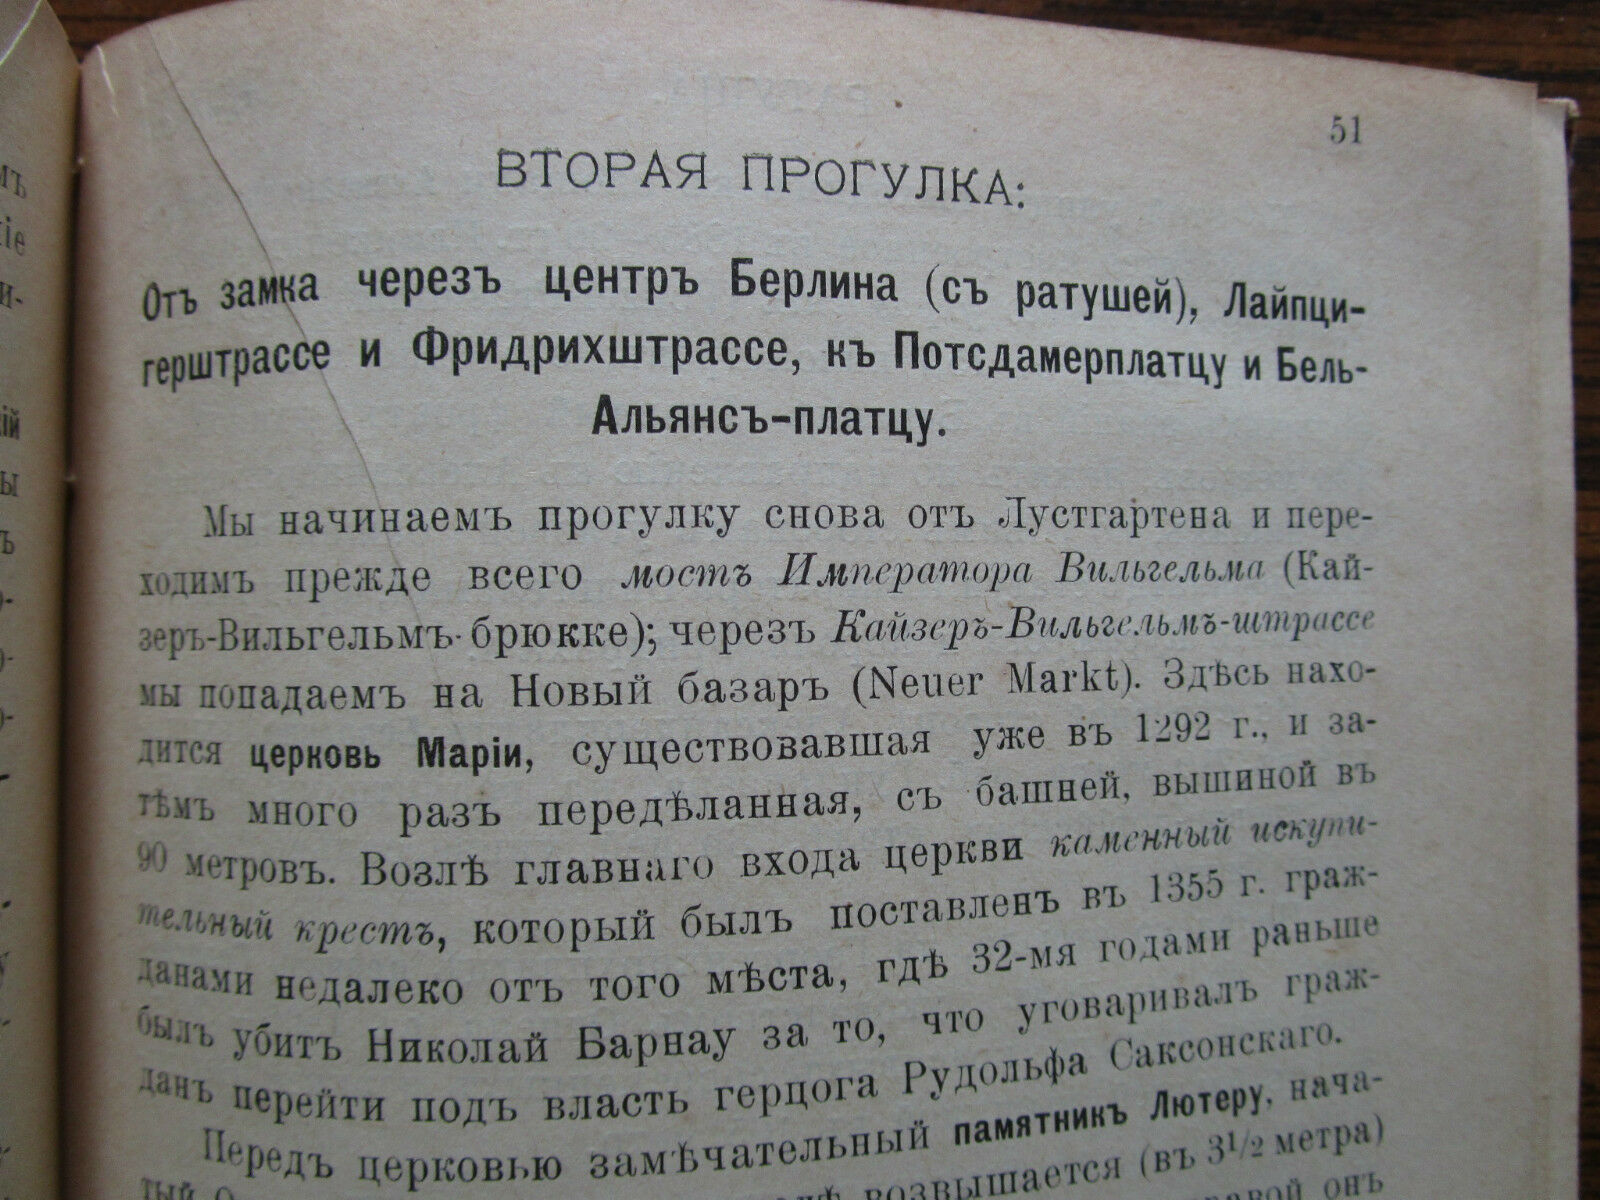 51
ВТОРАЯ ПРОГУЛКА:
Отъ замка черезъ центръ Берлина (съ ратушей), Лайпци-
герштрассе и Фридрихштрассе, къ Потсдамерплатцу и Бель-
Альянсъ-платцу.
Мы начинаемъ прогулку снова отъ Лустгартена и пере-
ходимъ прежде всего мостъ Императора Вильгельма (Кай-
зеръ-Вильгельмъ-брюкке); черезъ Кайзеръ-Вильгельмъ-штрассе
мы попадаемъ на Новый базаръ (Neuer Markt). Здѣсь нахо-
дится церковь Маріи, существовавшая уже въ 1292 г., и за-
тѣмъ много разъ передѣланная, съ башней, вышиной въ
90 метровъ. Возлѣ главнаго входа церкви каменный искупи-
тельный крестъ, который былъ поставленъ въ 1355 г. граж-
данами недалеко отъ того мѣста, гдѣ 32-мя годами раньше
былъ убитъ Николай Барнау за то, что уговаривалъ граж-
данъ перейти подъ власть герцога Рудольфа Саксонскаго.
Передъ церковью замѣчательный памятникъ Лютеру, нача-
тый возвышается (въ 3½ метра)
онъ